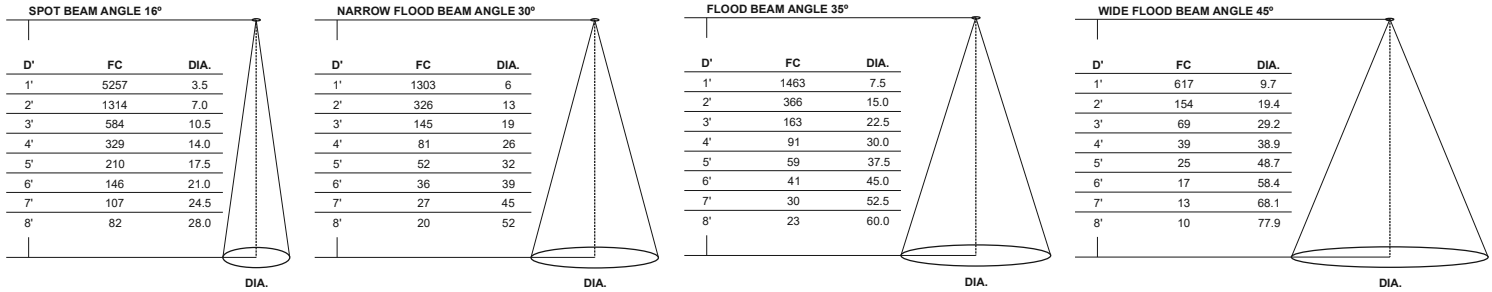 SPOT BEAM ANGLE 16º
D' FC DIA.
1' 5257 3.5
2' 1314 7.0
3' 584 10.5
4' 329 14.0
5' 210 17.5
6' 146 21.0
7' 107 24.5
8' 82 28.0
DIA.
NARROW FLOOD BEAM ANGLE 30º
D' FC DIA.
1' 1303 6
2' 326 13
3' 145 19
4' 81 26
5' 52 32
6' 36 39
7' 27 45
8' 20 52
DIA.
FLOOD BEAM ANGLE 35º
D' FC DIA.
1' 1463 7.5
2' 366 15.0
3' 163 22.5
4' 91 30.0
5' 59 37.5
6' 41 45.0
7' 30 52.5
8' 23 60.0
DIA.
WIDE FLOOD BEAM ANGLE 45º
D' FC DIA.
1' 617 9.7
2' 154 19.4
3' 69 29.2
4' 39 38.9
5' 25 48.7
6' 17 58.4
7' 13 68.1
8' 10 77.9
DIA.